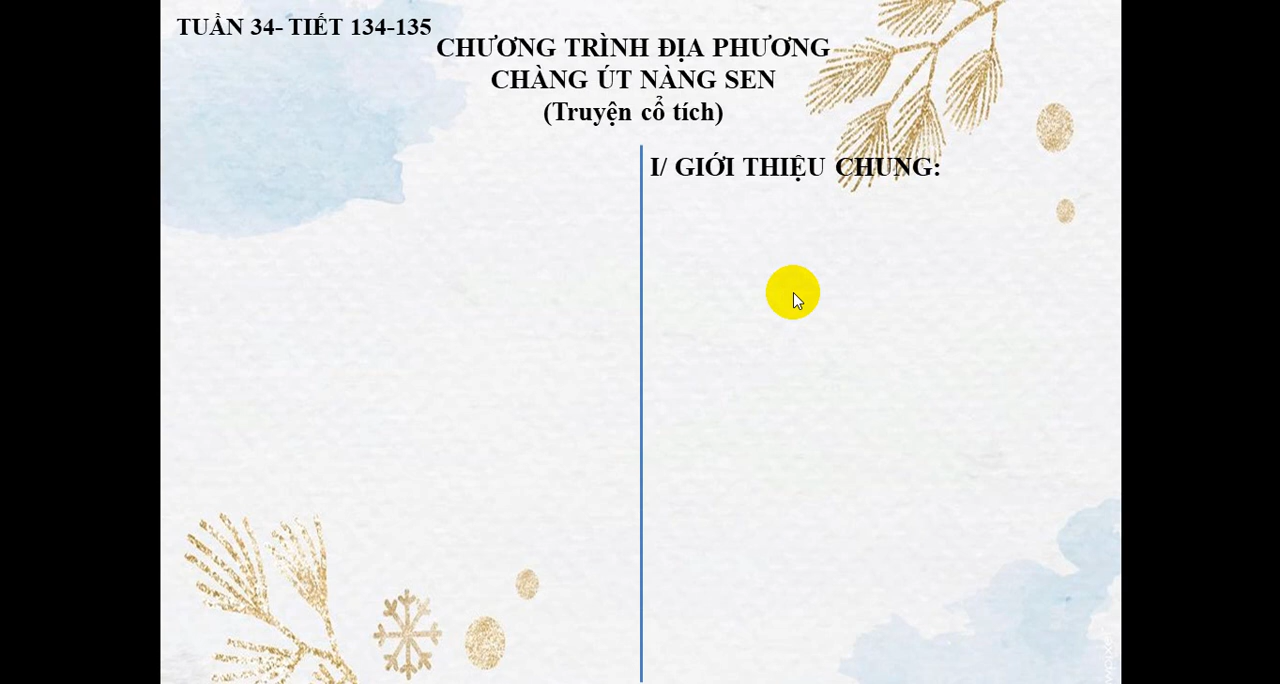 TUẦN 34- TIẾT 134-135
CHƯƠNG TRÌNH ĐỊA PHƯƠNG
CHÀNG ÚT NÀNG SEN
(Truyện cổ tích)
I/ GIỚI THIỆU CHUNG: